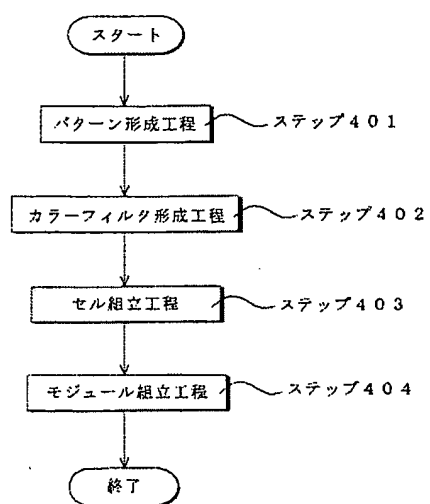 スタート
パターン形成工程 ステップ401
カラーフィルタ形成工程 ステップ402
セル組立工程 ステップ403
モジュール組立工程 ステップ404
終了